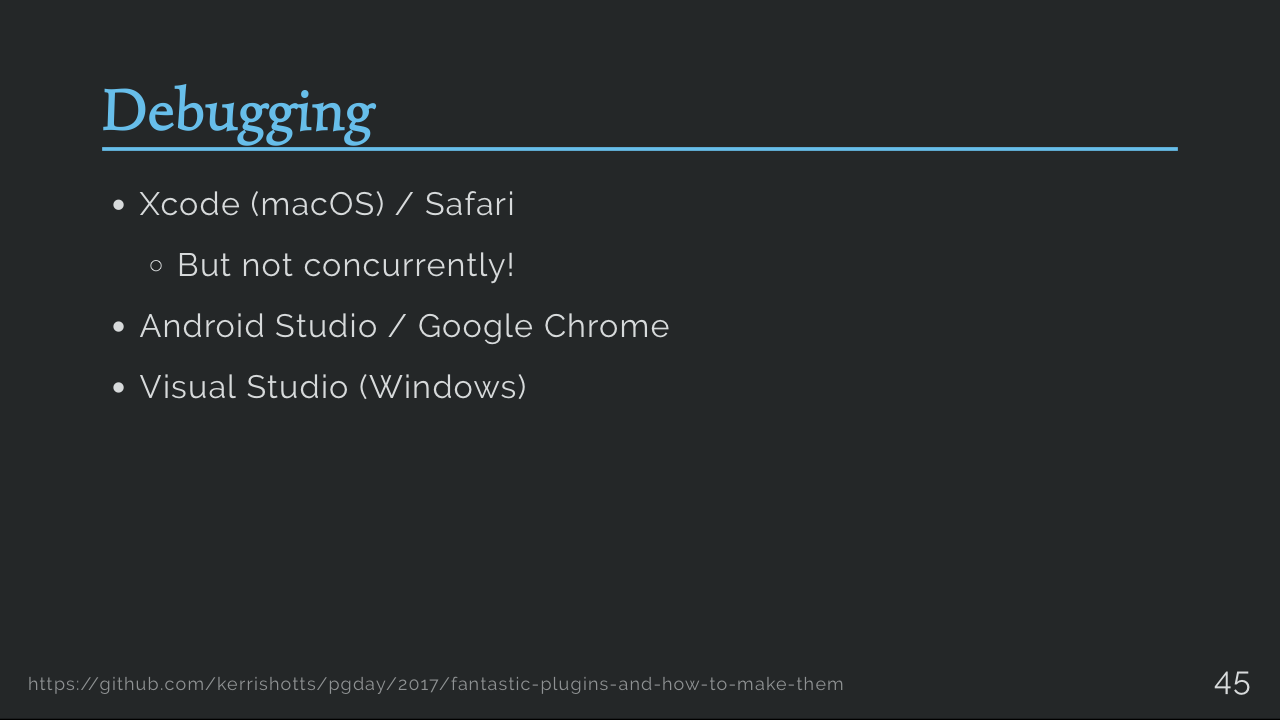 Debugging
• Xcode (macOS) / Safari
◦ But not concurrently!
• Android Studio / Google Chrome
• Visual Studio (Windows)
https://github.com/kerrishotts/pgday/2017/fantastic-plugins-and-how-to-make-them
45